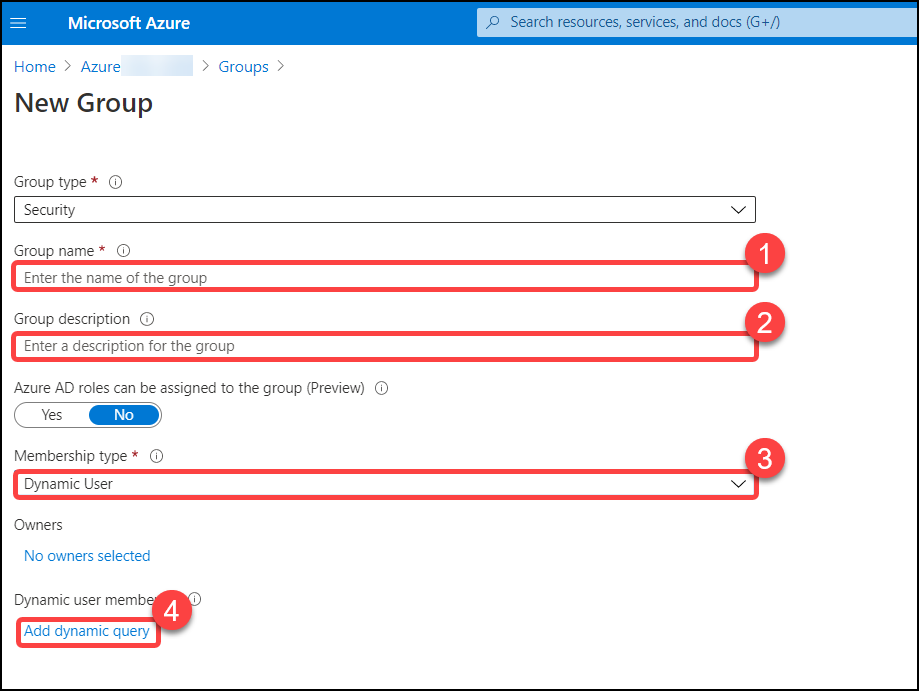 Microsoft Azure
Search resources, services, and docs (G+/)
Home > Azure > Groups >
New Group
Group type *
Security
Group name *
1
Enter the name of the group
Group description
2
Enter a description for the group
Azure AD roles can be assigned to the group (Preview)
Yes No
Membership type *
3
Dynamic User
Owners
No owners selected
Dynamic user
4
Add dynamic query